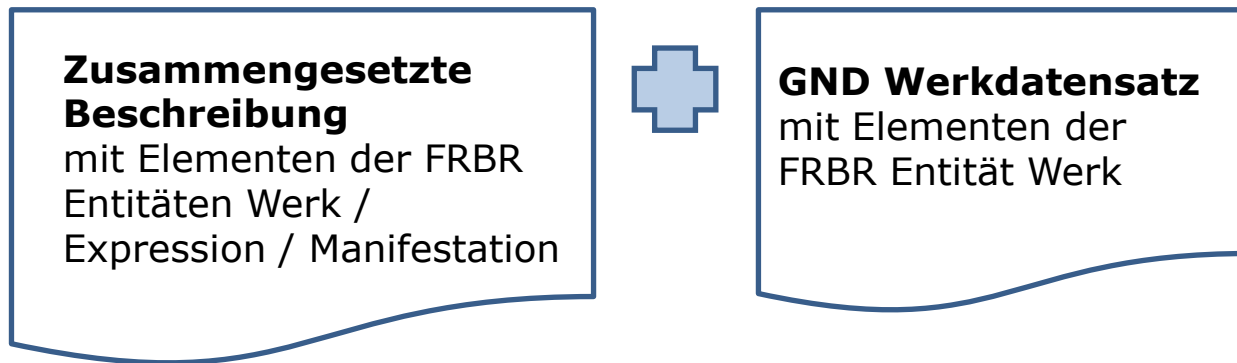 Zusammengesetzte
Beschreibung
mit Elementen der FRBR
Entitäten Werk /
Expression / Manifestation
GND Werkdatensatz
mit Elementen der
FRBR Entität Werk